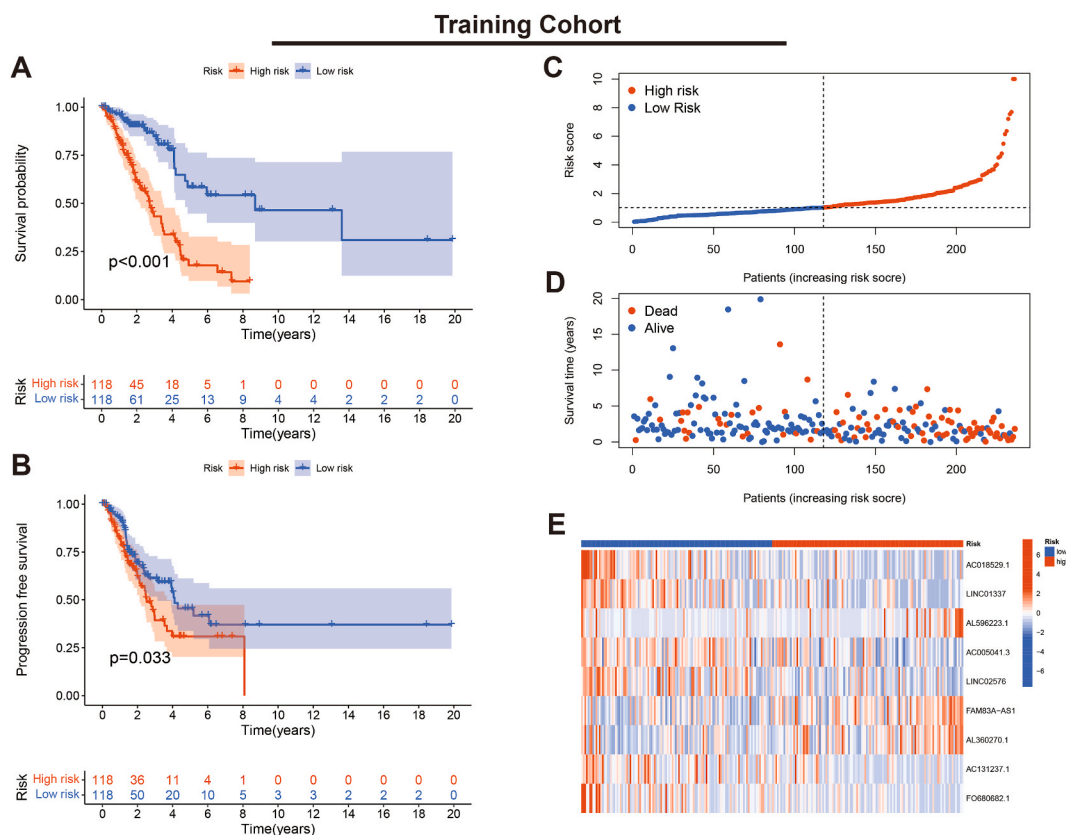 Training Cohort
A
Risk High risk Low risk
Survival probability
1.00
0.75
0.50
0.25
0.00
p<0.001
0 2 4 6 8 10 12 14 16 18 20
Time(years)
Risk
High risk 118 45 18 5 1 0 0 0 0 0 0
Low risk 118 61 25 13 9 4 4 2 2 2 0
0 2 4 6 8 10 12 14 16 18 20
Time(years)
B
Risk High risk Low risk
Progression free survival
1.00
0.75
0.50
0.25
0.00
p=0.033
0 2 4 6 8 10 12 14 16 18 20
Time(years)
Risk
High risk 118 36 11 4 1 0 0 0 0 0 0
Low risk 118 50 20 10 5 3 3 2 2 2 0
0 2 4 6 8 10 12 14 16 18 20
Time(years)
C
Risk score
10
8
6
4
2
0
High risk
Low Risk
0 50 100 150 200
Patients (increasing risk socre)
D
Survival time (years)
20
15
10
5
0
Dead
Alive
0 50 100 150 200
Patients (increasing risk socre)
E
Risk
AC018529.1
LINC01337
AL596223.1
AC005041.3
LINC02576
FAM83A-AS1
AL360270.1
AC131237.1
FO680682.1
6
4
2
0
−2
−4
−6
Risk
low
hig